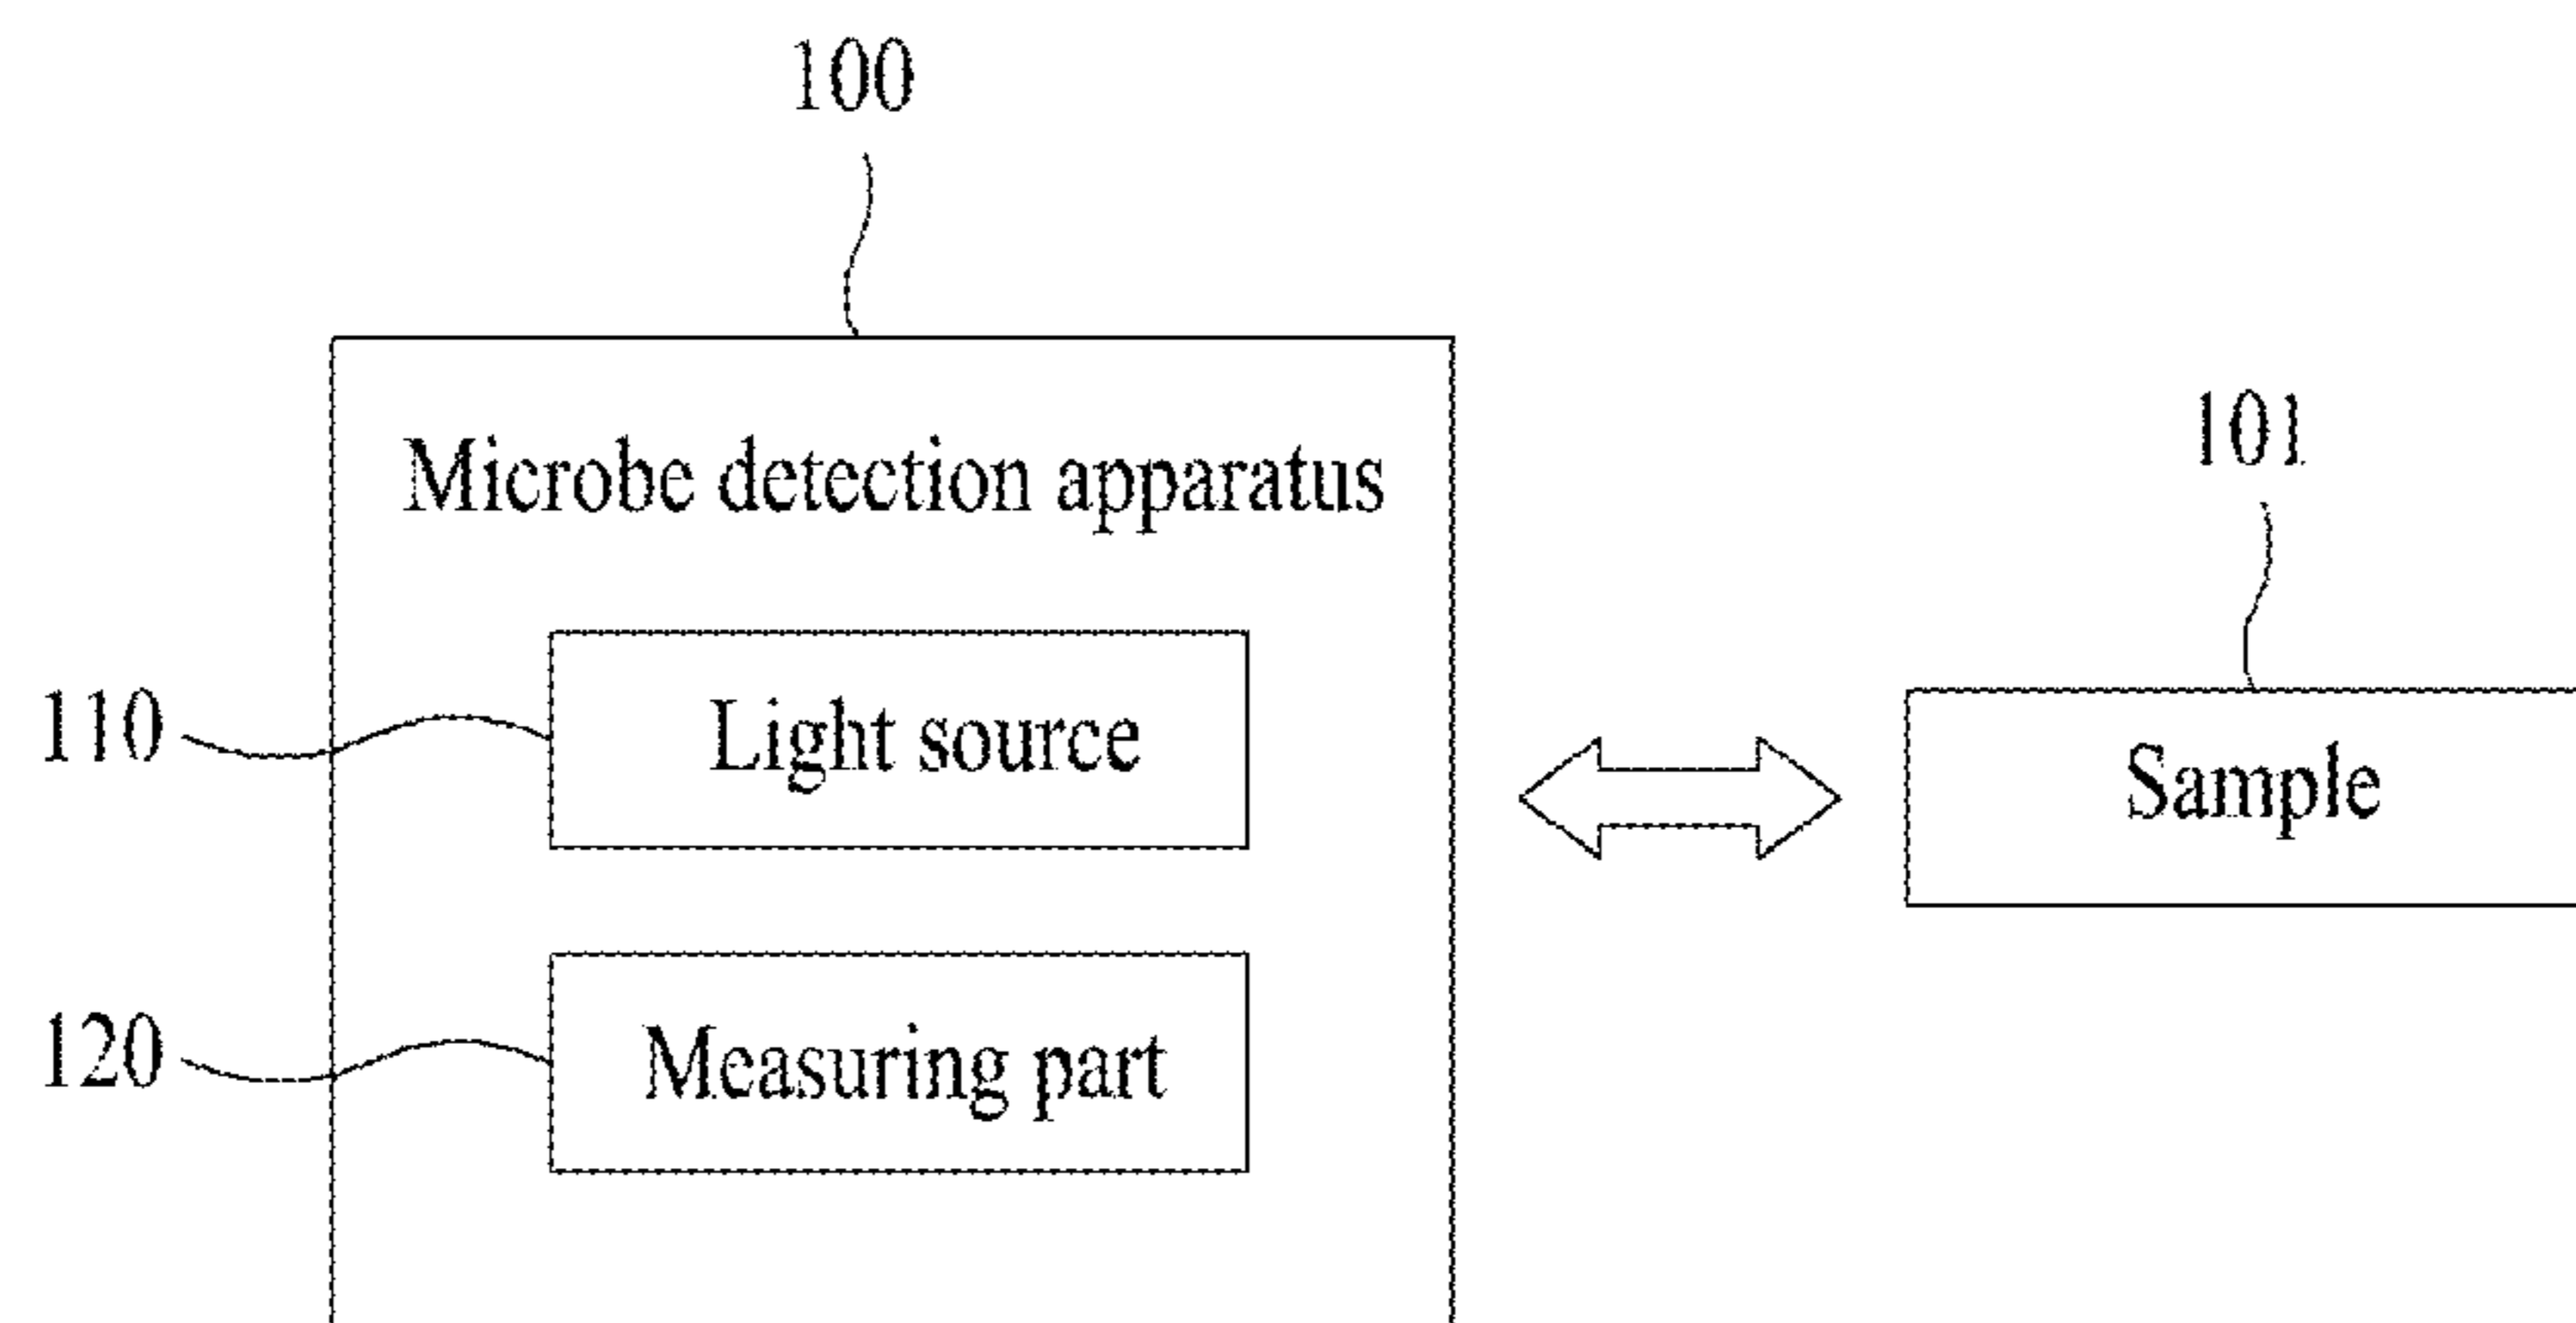 100
Microbe detection apparatus
101
110
Light source
Sample
120
Measuring part